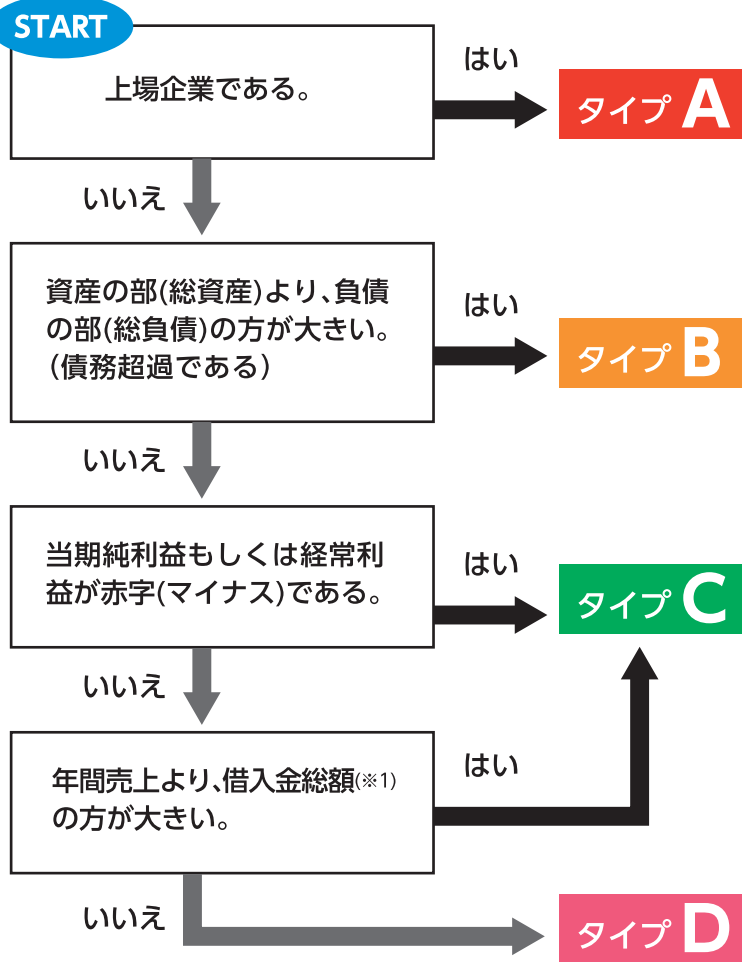 START
上場企業である。
はい
タイプ A
いいえ
資産の部(総資産)より、負債
の部(総負債)の方が大きい。
(債務超過である)
はい
タイプ B
いいえ
当期純利益もしくは経常利
益が赤字(マイナス)である。
はい
タイプ C
いいえ
年間売上より、借入金総額(※1)
の方が大きい。
はい
いいえ
タイプ D